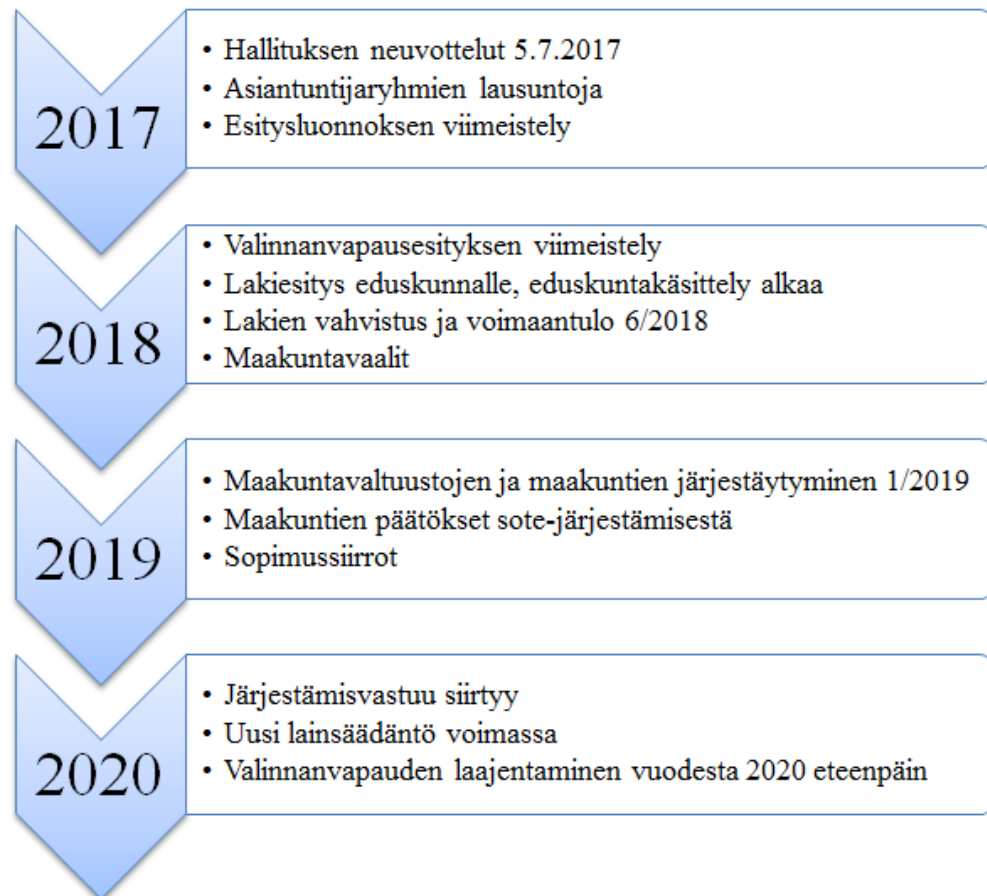 2017
• Hallituksen neuvottelut 5.7.2017
• Asiantuntijaryhmien lausuntoja
• Esitysluonnoksen viimeistely
2018
• Valinnanvapausesityksen viimeistely
• Lakiesitys eduskunnalle, eduskuntakäsittely alkaa
• Lakien vahvistus ja voimaantulo 6/2018
• Maakuntavaalit
2019
• Maakuntavaltuustojen ja maakuntien järjestäytyminen 1/2019
• Maakuntien päätökset sote-järjestämisestä
• Sopimussiirrot
2020
• Järjestämisvastuu siirtyy
• Uusi lainsäädäntö voimassa
• Valinnanvapauden laajentaminen vuodesta 2020 eteenpäin